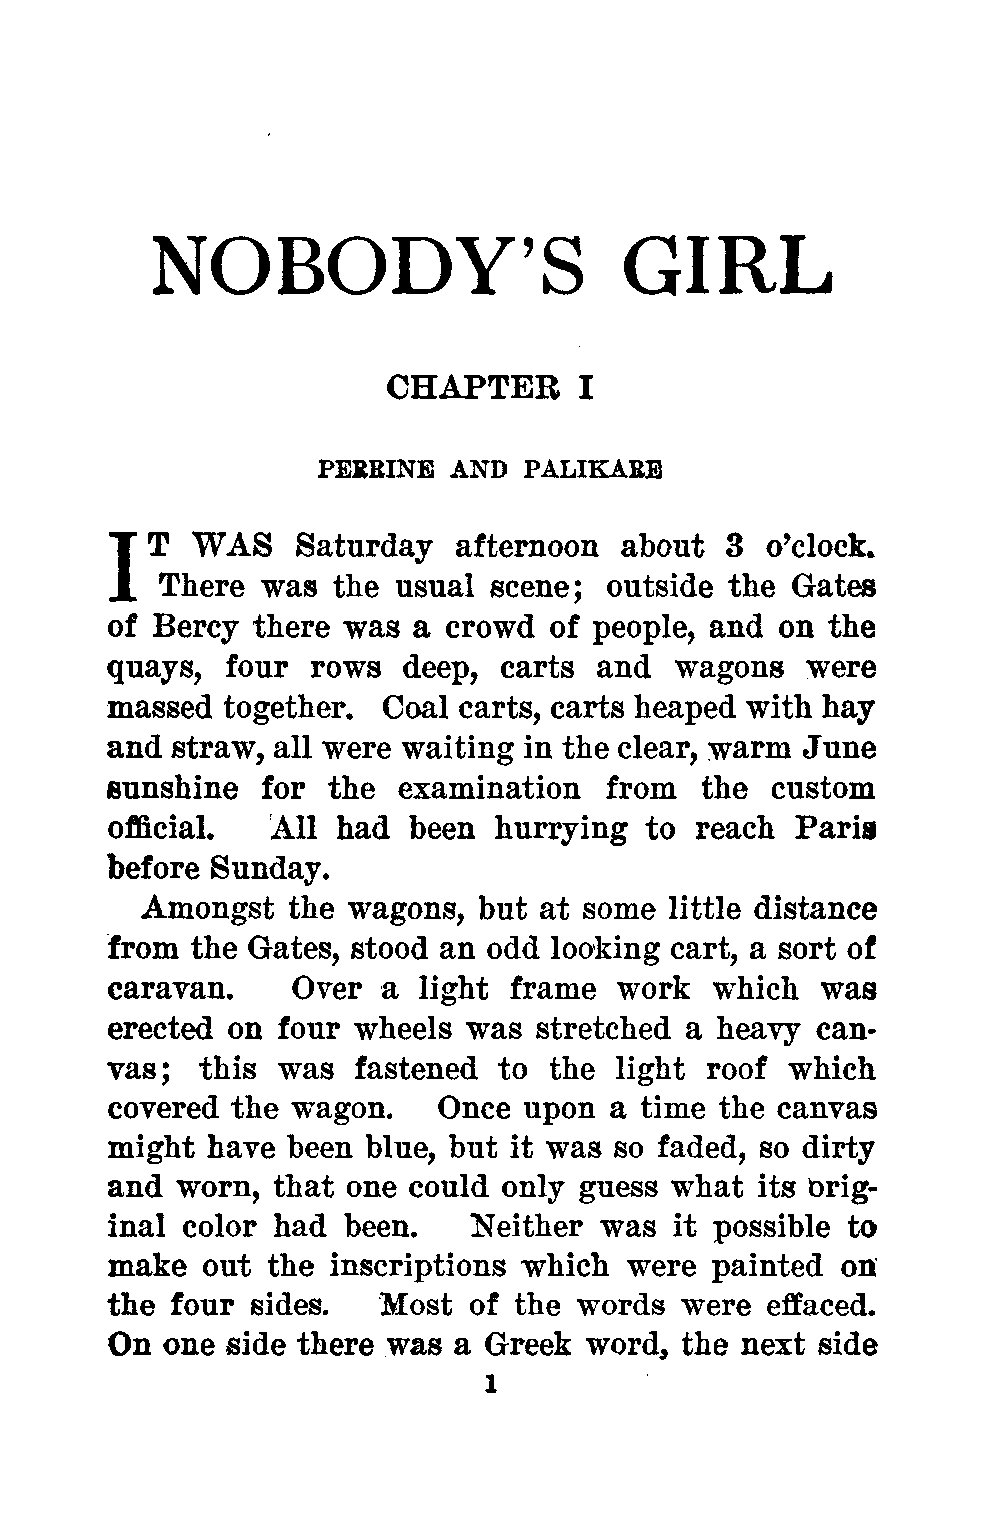 NOBODY'S GIRL
CHAPTER I
PERRINE AND PALIKARE
IT WAS Saturday afternoon about 3 o'clock.
There was the usual scene; outside the Gates
of Bercy there was a crowd of people, and on the
quays, four rows deep, carts and wagons were
massed together. Coal carts, carts heaped with hay
and straw, all were waiting in the clear, warm June
sunshine for the examination from the custom
official. All had been hurrying to reach Paris
before Sunday.
Amongst the wagons, but at some little distance
from the Gates, stood an odd looking cart, a sort of
caravan. Over a light frame work which was
erected on four wheels was stretched a heavy can-
vas; this was fastened to the light roof which
covered the wagon. Once upon a time the canvas
might have been blue, but it was so faded, so dirty
and worn, that one could only guess what its orig-
inal color had been. Neither was it possible to
make out the inscriptions which were painted on
the four sides. Most of the words were effaced.
On one side there was a Greek word, the next side
1